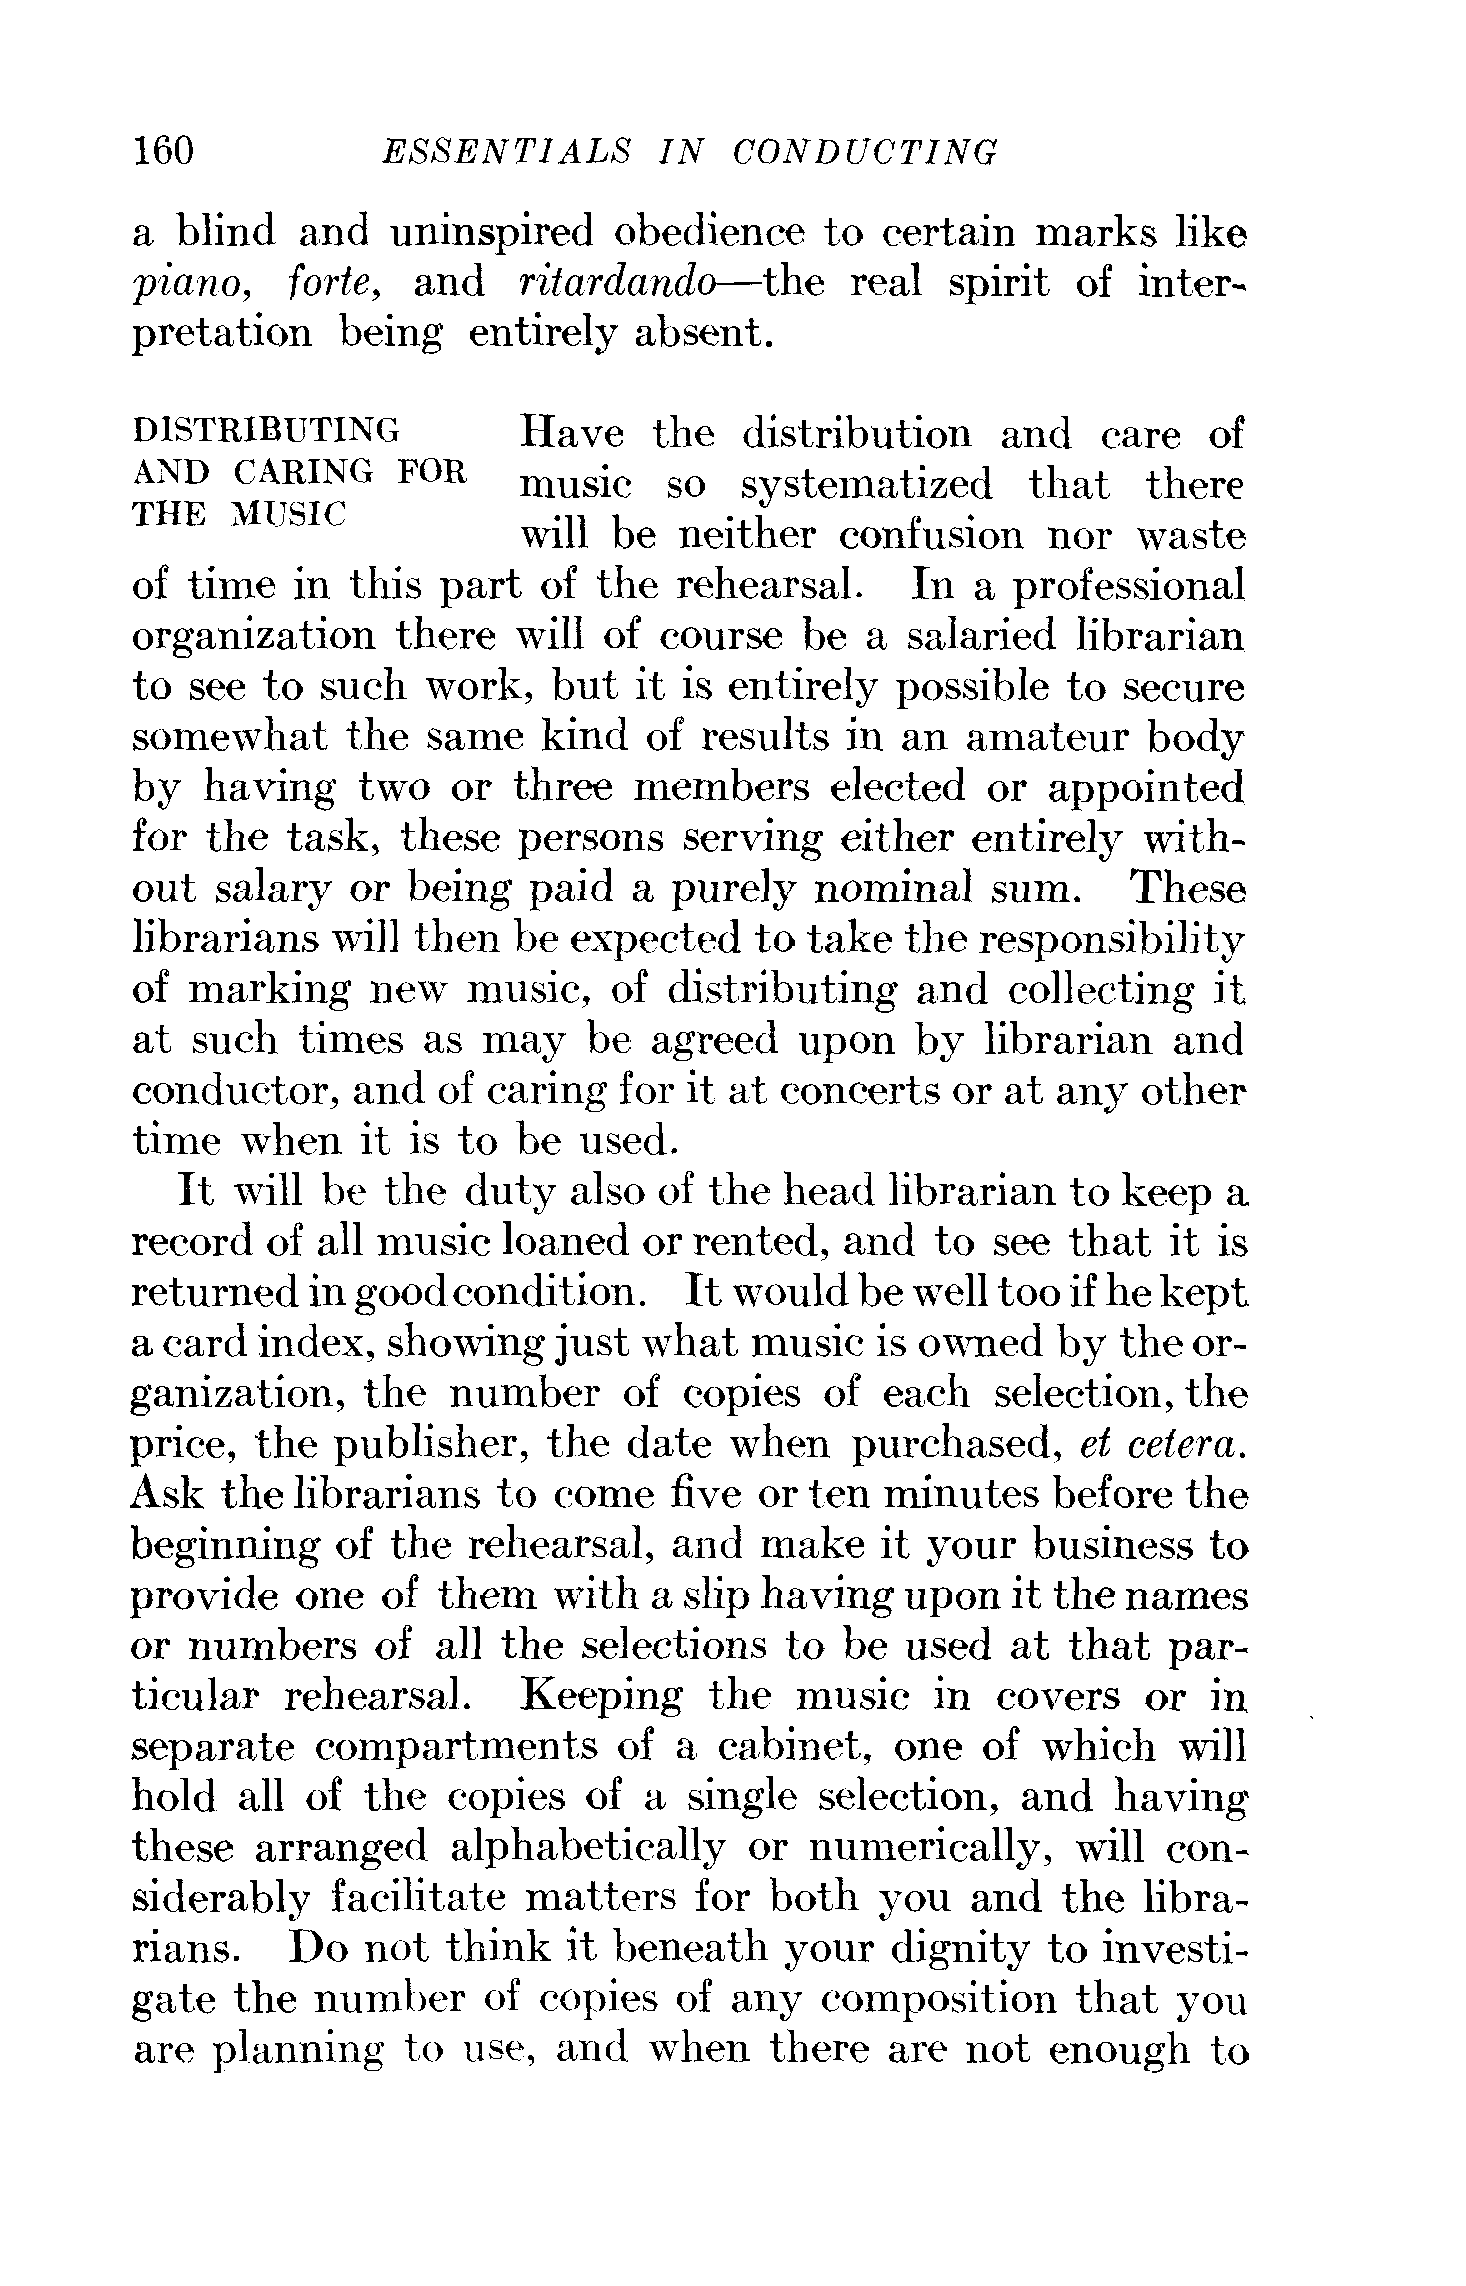 160 ESSENTIALS IN CONDUCTING
a blind and uninspired obedience to certain marks like
piano, forte, and ritardando—the real spirit of inter-
pretation being entirely absent.
DISTRIBUTING
AND CARING FOR
THE MUSIC
Have the distribution and care of
music so systematized that there
will be neither confusion nor waste
of time in this part of the rehearsal. In a professional
organization there will of course be a salaried librarian
to see to such work, but it is entirely possible to secure
somewhat the same kind of results in an amateur body
by having two or three members elected or appointed
for the task, these persons serving either entirely with-
out salary or being paid a purely nominal sum. These
librarians will then be expected to take the responsibility
of marking new music, of distributing and collecting it
at such times as may be agreed upon by librarian and
conductor, and of caring for it at concerts or at any other
time when it is to be used.
It will be the duty also of the head librarian to keep a
record of all music loaned or rented, and to see that it is
returned in good condition. It would be well too if he kept
a card index, showing just what music is owned by the or-
ganization, the number of copies of each selection, the
price, the publisher, the date when purchased, et cetera.
Ask the librarians to come five or ten minutes before the
beginning of the rehearsal, and make it your business to
provide one of them with a slip having upon it the names
or numbers of all the selections to be used at that par-
ticular rehearsal. Keeping the music in covers or in
separate compartments of a cabinet, one of which will
hold all of the copies of a single selection, and having
these arranged alphabetically or numerically, will con-
siderably facilitate matters for both you and the libra-
rians. Do not think it beneath your dignity to investi-
gate the number of copies of any composition that you
are planning to use, and when there are not enough to